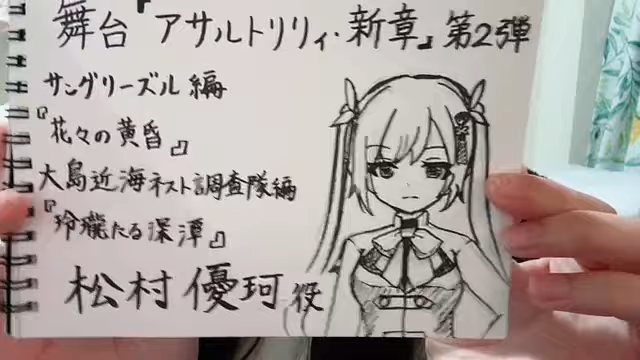 舞台『アサルトリリィ・新章』第2弾
サングリーズル編
『花々の黄昏』
大島近海ネスト調査隊編
『玲瓏たる深潭』
松村優珂役